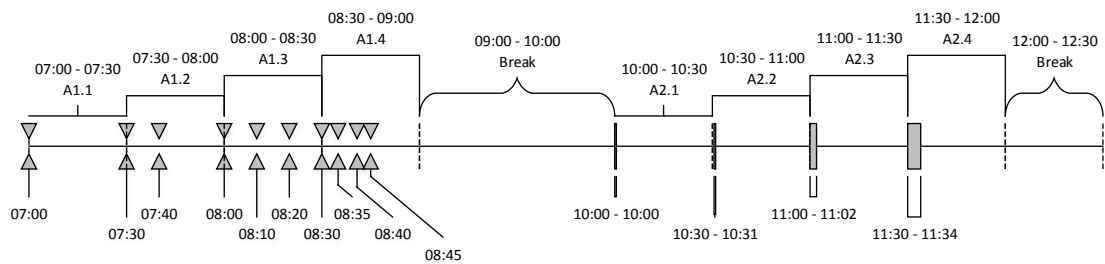 07:00 - 07:30
A1.1
07:30 - 08:00
A1.2
08:00 - 08:30
A1.3
08:30 - 09:00
A1.4
09:00 - 10:00
Break
10:00 - 10:30
A2.1
10:30 - 11:00
A2.2
11:00 - 11:30
A2.3
11:30 - 12:00
A2.4
12:00 - 12:30
Break
07:00
07:30
07:40
08:00
08:10
08:20
08:30
08:35
08:40
08:45
10:00 - 10:00
10:30 - 10:31
11:00 - 11:02
11:30 - 11:34